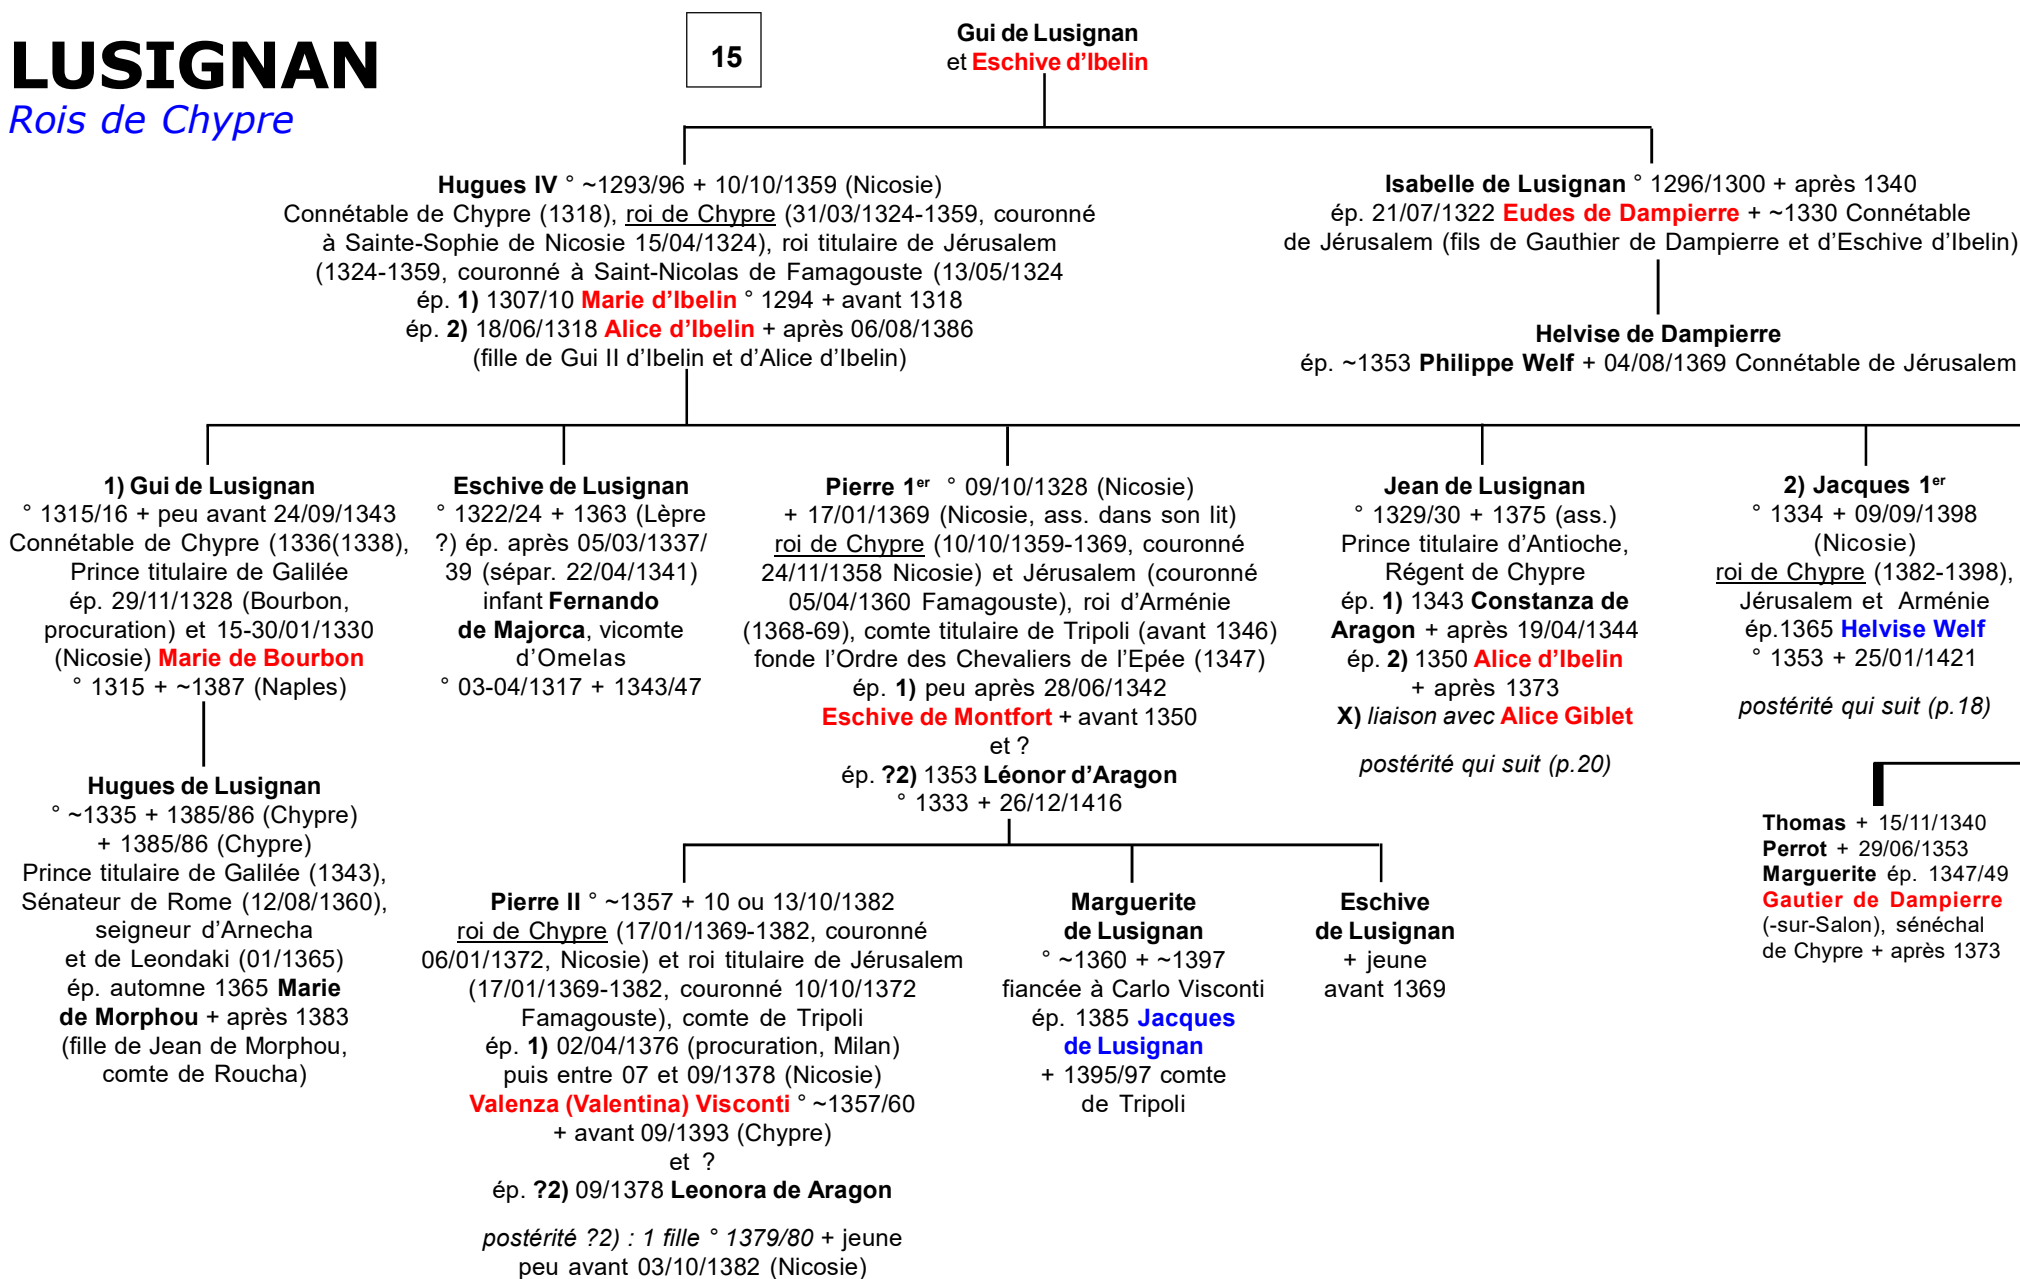 LUSIGNAN
Rois de Chypre
15
Gui de Lusignan
et Eschive d'Ibelin
Hugues IV ° ~1293/96 + 10/10/1359 (Nicosie)
Connétable de Chypre (1318), roi de Chypre (31/03/1324-1359, couronné
à Sainte-Sophie de Nicosie 15/04/1324), roi titulaire de Jérusalem
(1324-1359, couronné à Saint-Nicolas de Famagouste (13/05/1324
ép. 1) 1307/10 Marie d'Ibelin ° 1294 + avant 1318
ép. 2) 18/06/1318 Alice d'Ibelin + après 06/08/1386
(fille de Gui II d'Ibelin et d'Alice d'Ibelin)
Isabelle de Lusignan ° 1296/1300 + après 1340
ép. 21/07/1322 Eudes de Dampierre + ~1330 Connétable
de Jérusalem (fils de Gauthier de Dampierre et d'Eschive d'Ibelin)
Helvise de Dampierre
ép. ~1353 Philippe Welf + 04/08/1369 Connétable de Jérusalem
1) Gui de Lusignan
° 1315/16 + peu avant 24/09/1343
Connétable de Chypre (1336(1338),
Prince titulaire de Galilée
ép. 29/11/1328 (Bourbon,
procuration) et 15-30/01/1330
(Nicosie) Marie de Bourbon
° 1315 + ~1387 (Naples)
Hugues de Lusignan
° ~1335 + 1385/86 (Chypre)
+ 1385/86 (Chypre)
Prince titulaire de Galilée (1343),
Sénateur de Rome (12/08/1360),
seigneur d'Arnecha
et de Leondaki (01/1365)
ép. automne 1365 Marie
de Morphou + après 1383
(fille de Jean de Morphou,
comte de Roucha)
Eschive de Lusignan
° 1322/24 + 1363 (Lèpre
?) ép. après 05/03/1337/
39 (sépar. 22/04/1341)
infant Fernando
de Majorca, vicomte
d'Omelas
° 03-04/1317 + 1343/47
Pierre 1er ° 09/10/1328 (Nicosie)
+ 17/01/1369 (Nicosie, ass. dans son lit)
roi de Chypre (10/10/1359-1369, couronné
24/11/1358 Nicosie) et Jérusalem (couronné
05/04/1360 Famagouste), roi d'Arménie
(1368-69), comte titulaire de Tripoli (avant 1346)
fonde l'Ordre des Chevaliers de l'Epée (1347)
ép. 1) peu après 28/06/1342
Eschive de Montfort + avant 1350
et ?
ép. ?2) 1353 Léonor d'Aragon
° 1333 + 26/12/1416
Jean de Lusignan
° 1329/30 + 1375 (ass.)
Prince titulaire d'Antioche,
Régent de Chypre
ép. 1) 1343 Constanza de
Aragon + après 19/04/1344
ép. 2) 1350 Alice d'Ibelin
+ après 1373
X) liaison avec Alice Giblet
postérité qui suit (p.20)
2) Jacques 1er
° 1334 + 09/09/1398
(Nicosie)
roi de Chypre (1382-1398),
Jérusalem et Arménie
ép.1365 Helvise Welf
° 1353 + 25/01/1421
postérité qui suit (p.18)
Thomas + 15/11/1340
Perrot + 29/06/1353
Marguerite ép. 1347/49
Gautier de Dampierre
(-sur-Salon), sénéchal
de Chypre + après 1373
Pierre II ° ~1357 + 10 ou 13/10/1382
roi de Chypre (17/01/1369-1382, couronné
06/01/1372, Nicosie) et roi titulaire de Jérusalem
(17/01/1369-1382, couronné 10/10/1372
Famagouste), comte de Tripoli
ép. 1) 02/04/1376 (procuration, Milan)
puis entre 07 et 09/1378 (Nicosie)
Valenza (Valentina) Visconti ° ~1357/60
+ avant 09/1393 (Chypre)
et ?
ép. ?2) 09/1378 Leonora de Aragon
postérité ?2) : 1 fille ° 1379/80 + jeune
peu avant 03/10/1382 (Nicosie)
Marguerite
de Lusignan
° ~1360 + ~1397
fiancée à Carlo Visconti
ép. 1385 Jacques
de Lusignan
+ 1395/97 comte
de Tripoli
Eschive
de Lusignan
+ jeune
avant 1369